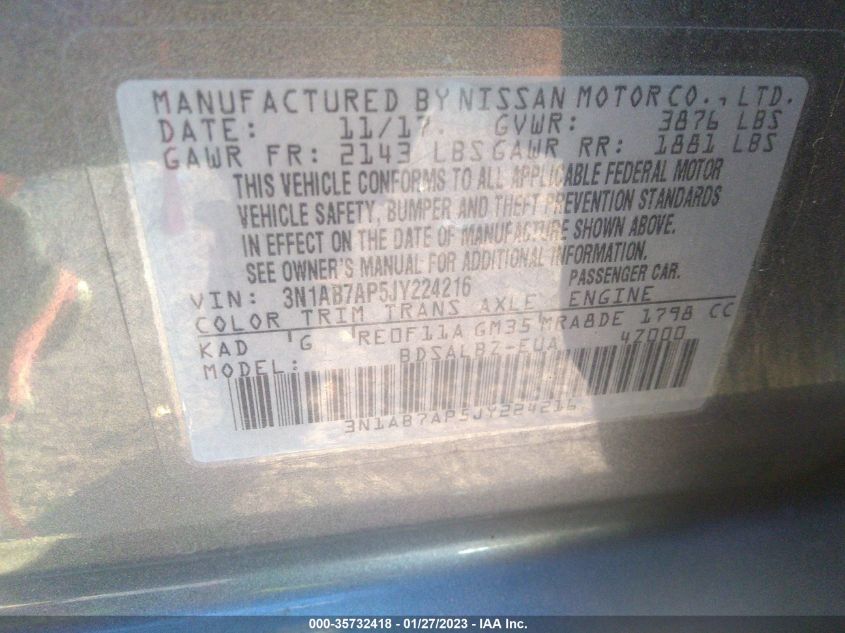 MANUFACTURED BY NISSAN MOTOR CO., LTD.
DATE: 11/17. GVWR: 3876 LBS
GAWR FR: 2143 LBS GAWR RR: 1881 LBS
THIS VEHICLE CONFORMS TO ALL APPLICABLE FEDERAL MOTOR
VEHICLE SAFETY, BUMPER AND THEFT PREVENTION STANDARDS
IN EFFECT ON THE DATE OF MANUFACTURE SHOWN ABOVE.
SEE OWNER'S MANUAL FOR ADDITIONAL INFORMATION.
VIN: 3N1AB7AP5JY224216 PASSENGER CAR.
COLOR TRIM TRANS AXLE ENGINE
KAD G RE0F11A GM35 MRA8DE 1798 CC
MODEL: BDSALBZ-EUA 47000
3N1AB7AP5JY224216
000-35732418 - 01/27/2023 - IAA Inc.